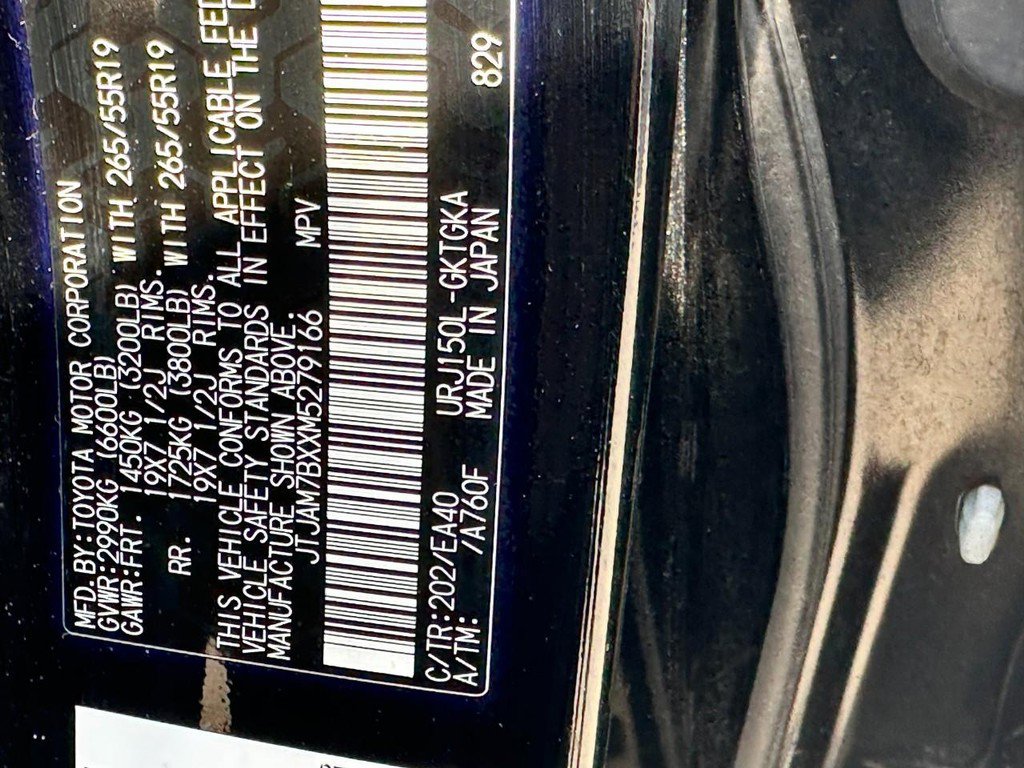 MFD.BY:TOYOTA MOTOR CORPORATION
GVWR:2990KG (6600LB)
GAWR:FRT. 1450KG (3200LB) WITH 265/55R19
19X7 1/2J RIMS.
RR. 1725KG (3800LB) WITH 265/55R19
19X7 1/2J RIMS.
THIS VEHICLE CONFORMS TO ALL APPLICABLE FED
VEHICLE SAFETY STANDARDS IN EFFECT ON THE D
MANUFACTURE SHOWN ABOVE.
JTJAM7BXXM5279166 MPV
C/TR:202/EA40 URJ150L-GKTGKA
A/TM: /A760F MADE IN JAPAN 829